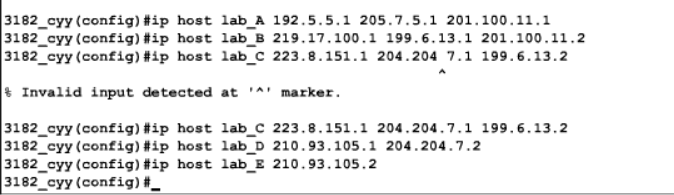 3182_cyy(config)#ip host lab_A 192.5.5.1 205.7.5.1 201.100.11.1
3182_cyy(config)#ip host lab_B 219.17.100.1 199.6.13.1 201.100.11.2
3182_cyy(config)#ip host lab_C 223.8.151.1 204.204 7.1 199.6.13.2
^
% Invalid input detected at '^' marker.
3182_cyy(config)#ip host lab_C 223.8.151.1 204.204.7.1 199.6.13.2
3182_cyy(config)#ip host lab_D 210.93.105.1 204.204.7.2
3182_cyy(config)#ip host lab_E 210.93.105.2
3182_cyy(config)#_